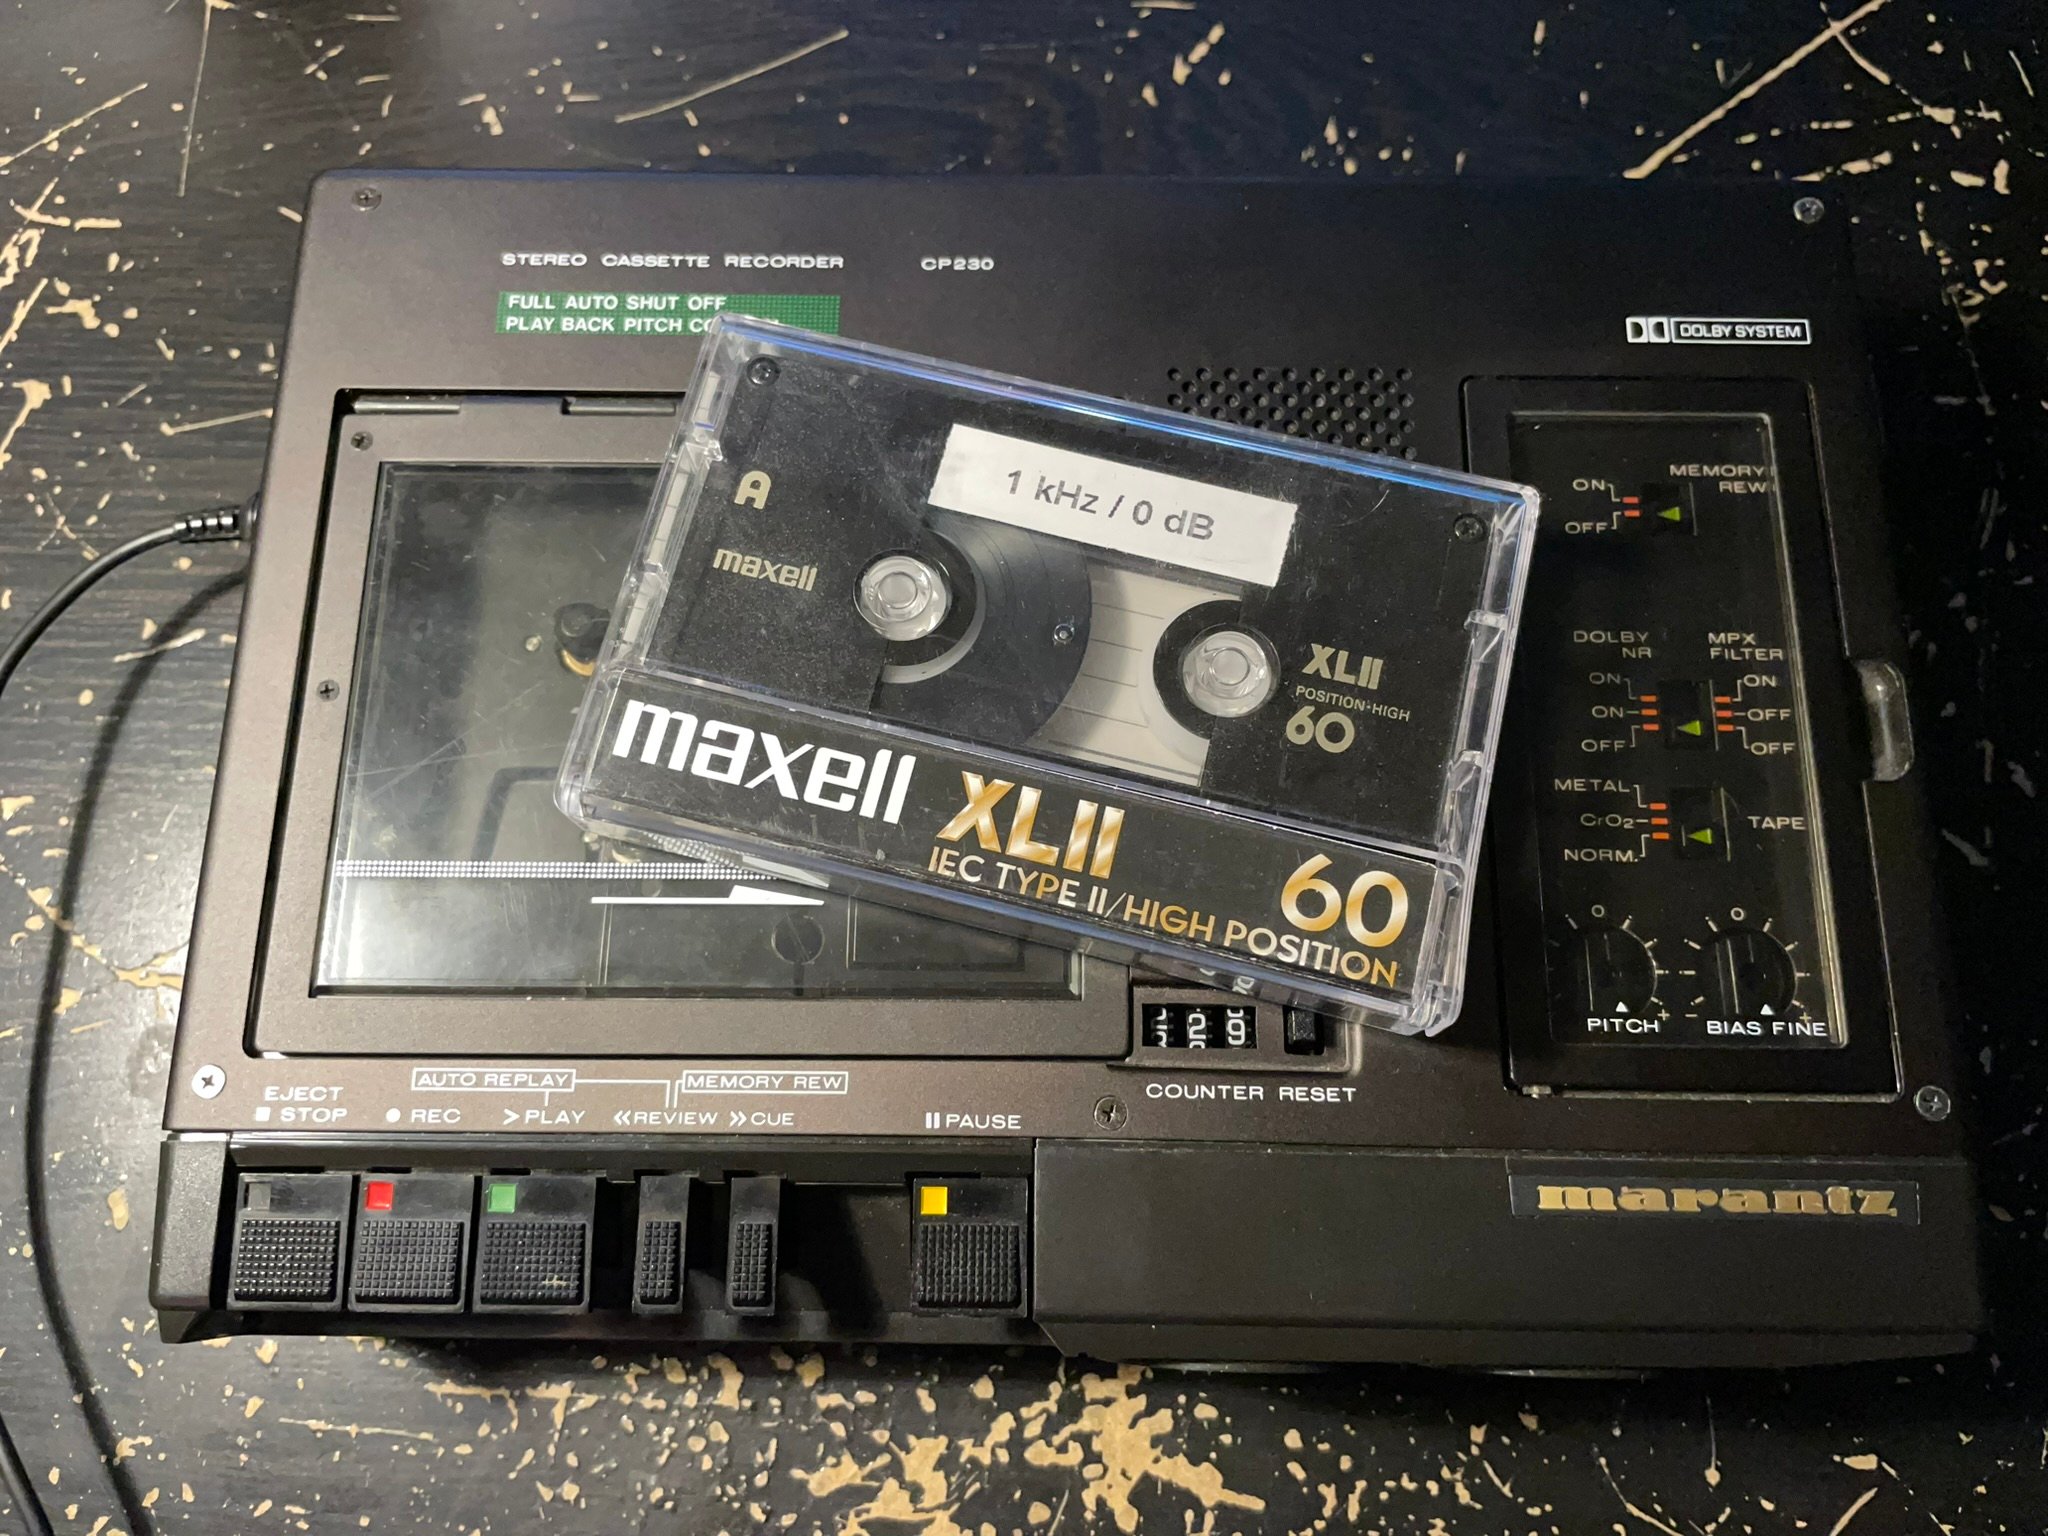 STEREO CASSETTE RECORDER CP230
FULL AUTO SHUT OFF
PLAY BACK PITCH
DOLBY SYSTEM
1 kHz / 0 dB
A
maxell
XLII
POSITION·HIGH
60
maxell XLII 60
IEC TYPE II/HIGH POSITION
MEMORY
REW
ON
OFF
DOLBY
NR
MPX
FILTER
ON ON
ON OFF
OFF OFF
METAL
CrO2 TAPE
NORM.
0 0
+ - +
PITCH BIAS FINE
COUNTER RESET
AUTO REPLAY MEMORY REW
EJECT
STOP REC >PLAY «REVIEW »CUE PAUSE
marantz